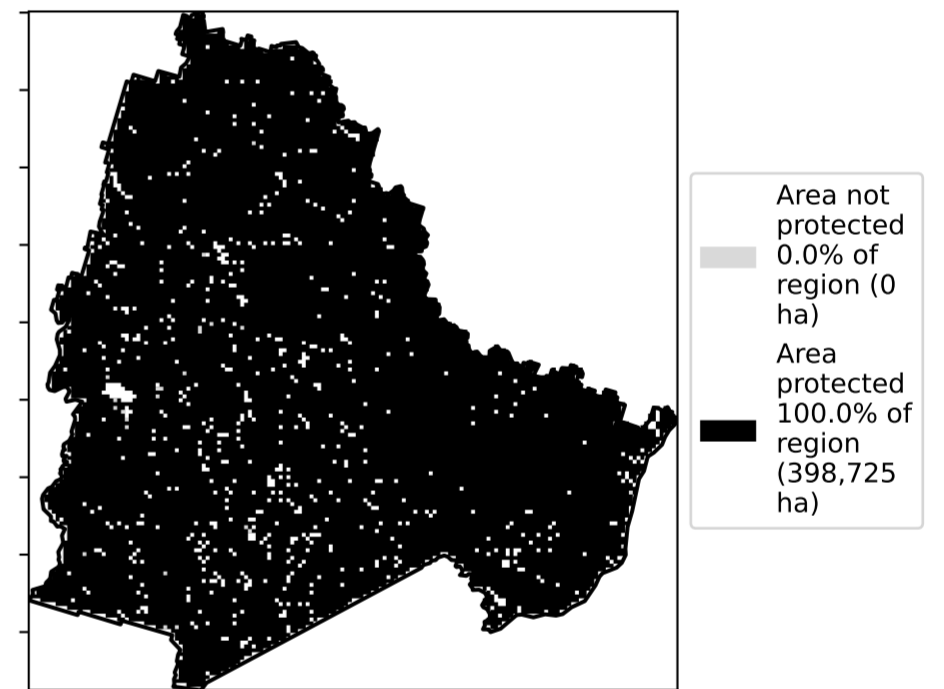 Area not
protected
0.0% of
region (0
ha)
Area
protected
100.0% of
region
(398,725
ha)